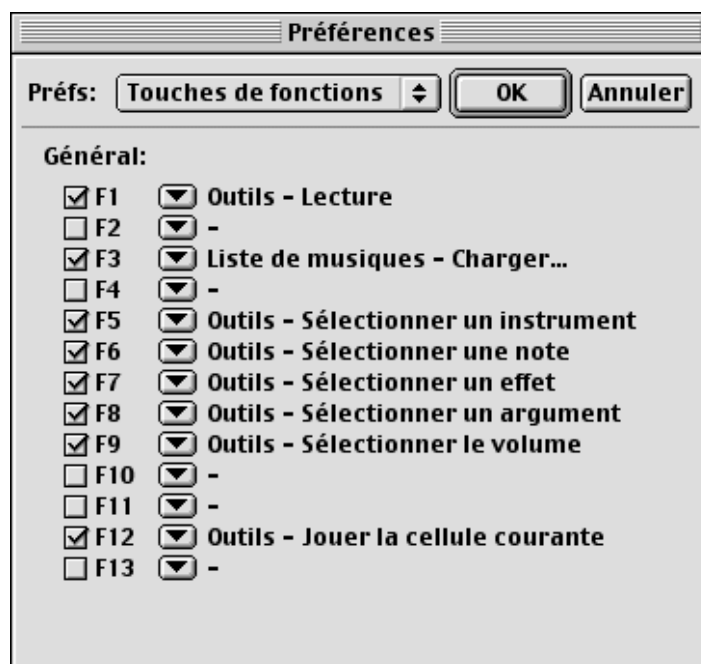 Préférences
Préfs: Touches de fonctions OK Annuler
Général:
F1 Outils - Lecture
F2 -
F3 Liste de musiques - Charger...
F4 -
F5 Outils - Sélectionner un instrument
F6 Outils - Sélectionner une note
F7 Outils - Sélectionner un effet
F8 Outils - Sélectionner un argument
F9 Outils - Sélectionner le volume
F10 -
F11 -
F12 Outils - Jouer la cellule courante
F13 -